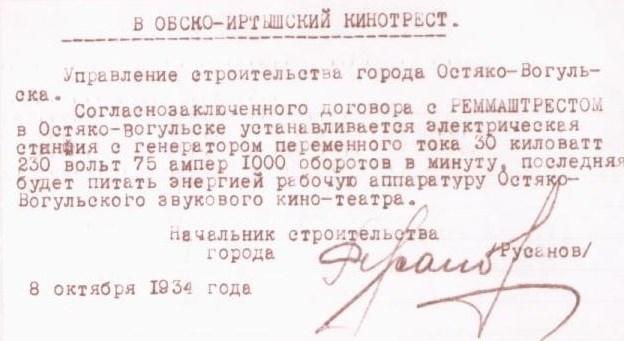 В ОБСКО-ИРТЫШСКИЙ КИНОТРЕСТ.
Управление строительства города Остяко-Вогуль-
ска.
Согласнозаключенного договора с РЕММАШТРЕСТОМ
в Остяко-вогульске устанавливается электрическая
станция с генератором переменного тока 30 киловатт
230 вольт 75 ампер 1000 оборотов в минуту, последняя
будет питать энергией рабочую аппаратуру Остяко-
Вогульского звукового кино-театра.
Начальник строительства
города /Русанов/
8 октября 1934 года